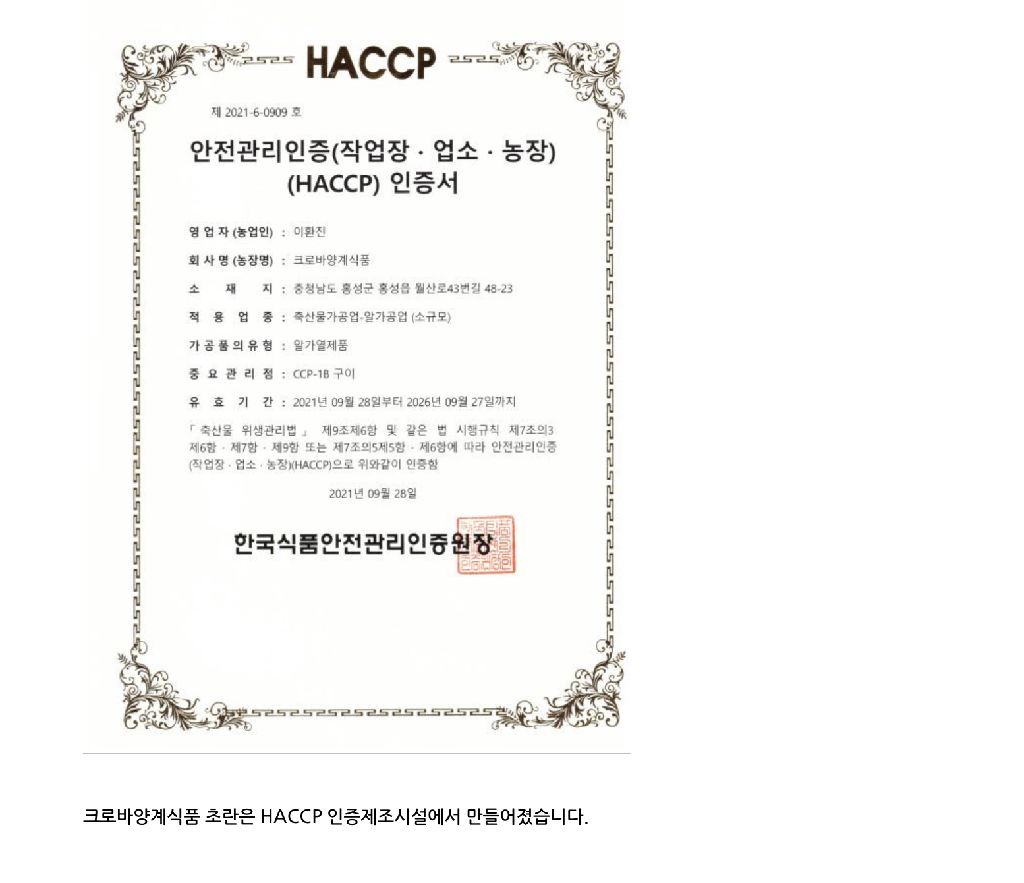 HACCP
제 2021-6-0909 호
안전관리인증(작업장 · 업소 · 농장)
(HACCP) 인증서
영 업 자 (농업인) : 이환진
회 사 명 (농장명) : 크로바양계식품
소 재 지 : 충청남도 홍성군 홍성읍 월산로43번길 48-23
적 용 업 종 : 축산물가공업-알가공업 (소규모)
가 공 품 의 유 형 : 알가열제품
중 요 관 리 점 : CCP-1B 구이
유 효 기 간 : 2021년 09월 28일부터 2026년 09월 27일까지
「축산물 위생관리법」 제9조제6항 및 같은 법 시행규칙 제7조의3
제6항 · 제7항 · 제9항 또는 제7조의5제5항 · 제6항에 따라 안전관리인증
(작업장 · 업소 · 농장)(HACCP)으로 위와같이 인증함
2021년 09월 28일
한국식품안전관리인증원장
크로바양계식품 초란은 HACCP 인증제조시설에서 만들어졌습니다.